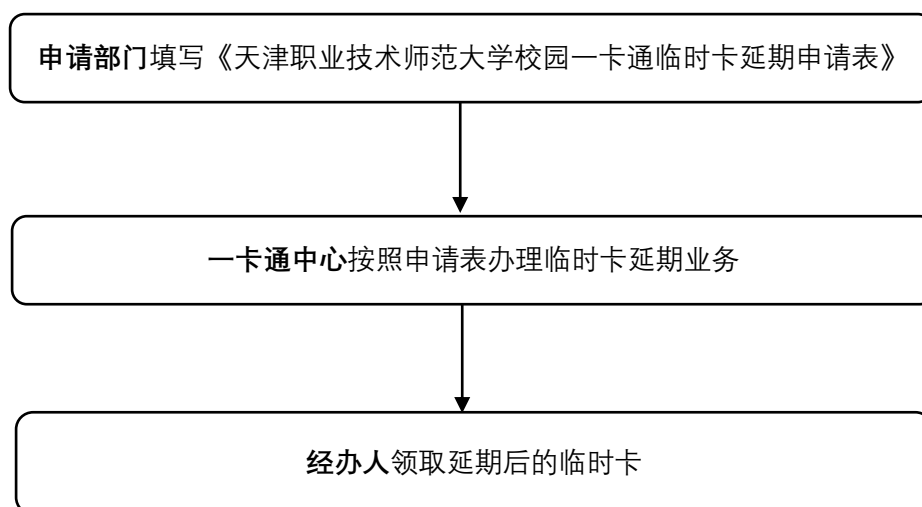 申请部门填写《天津职业技术师范大学校园一卡通临时卡延期申请表》
一卡通中心按照申请表办理临时卡延期业务
经办人领取延期后的临时卡